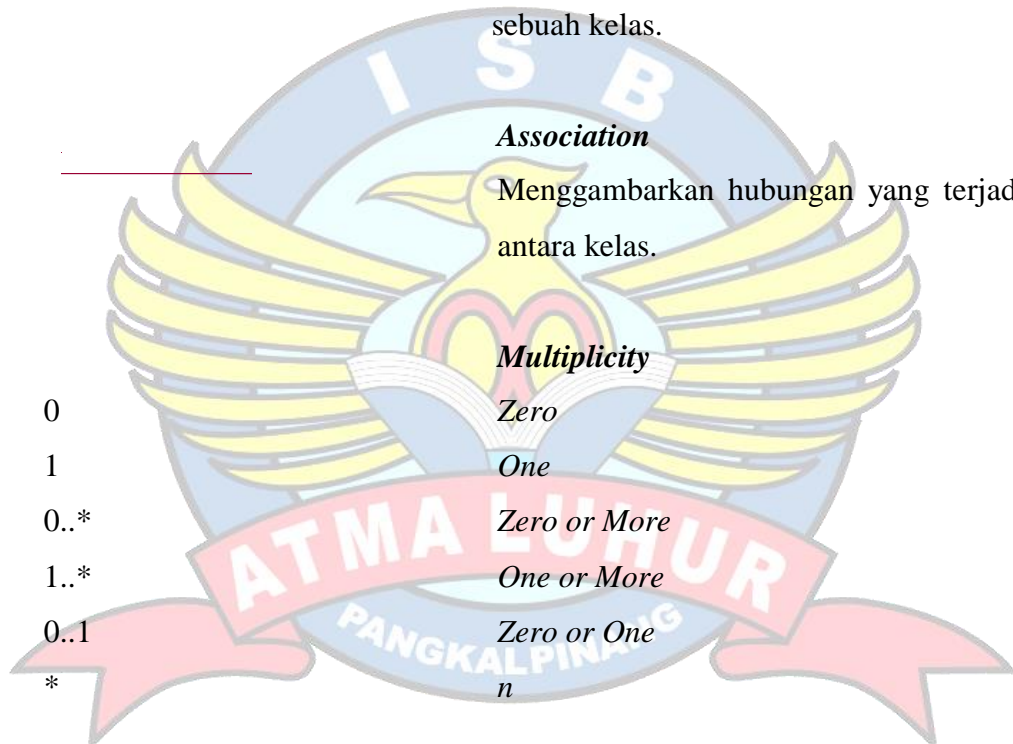 sebuah kelas.
I S B
Association
Menggambarkan hubungan yang terjad
antara kelas.
Multiplicity
0 Zero
1 One
0..* Zero or More
1..* One or More
0..1 Zero or One
* n
ATMA LUHUR
PANGKALPINANG